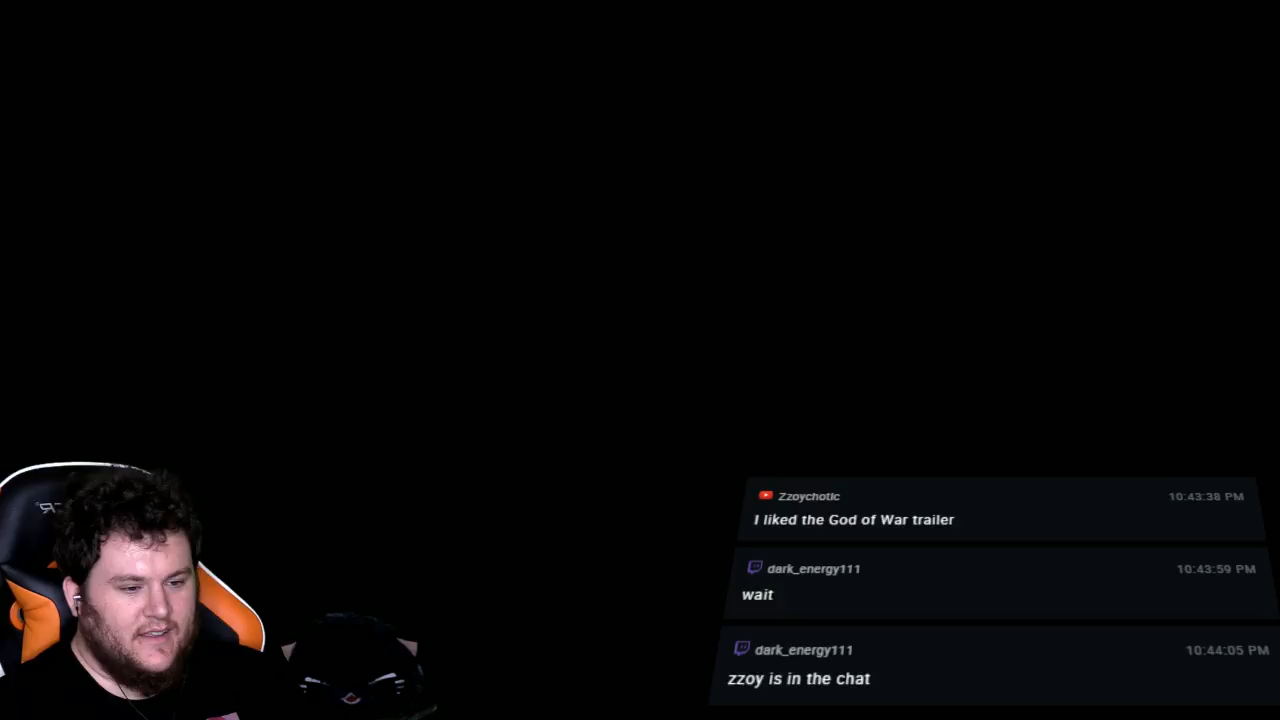 Zzoychotic
10:43:38 PM
I liked the God of War trailer
dark_energy111
10:43:59 PM
wait
dark_energy111
10:44:05 PM
zzoy is in the chat